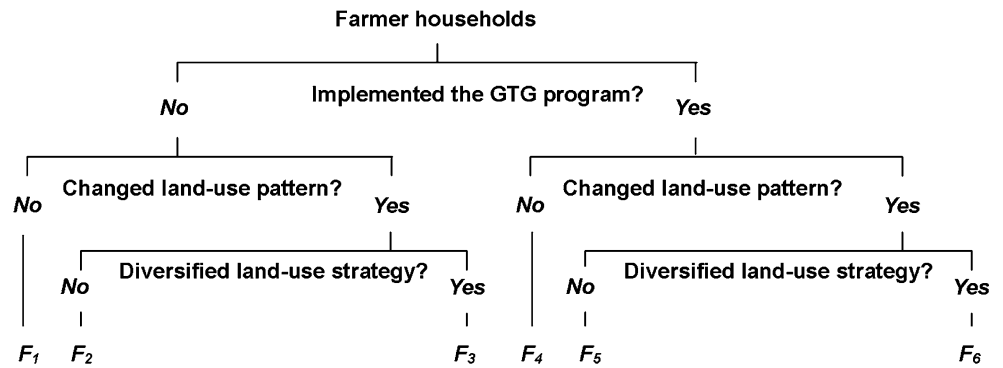 Farmer households
Implemented the GTG program?
No Yes
Changed land-use pattern? Changed land-use pattern?
No Yes No Yes
Diversified land-use strategy? Diversified land-use strategy?
No Yes No Yes
F1 F2 F3 F4 F5 F6